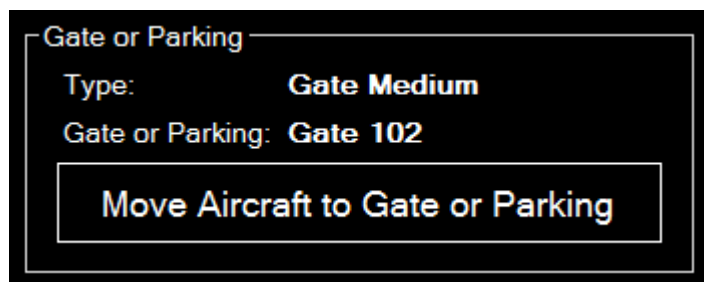 Gate or Parking
Type: Gate Medium
Gate or Parking: Gate 102
Move Aircraft to Gate or Parking